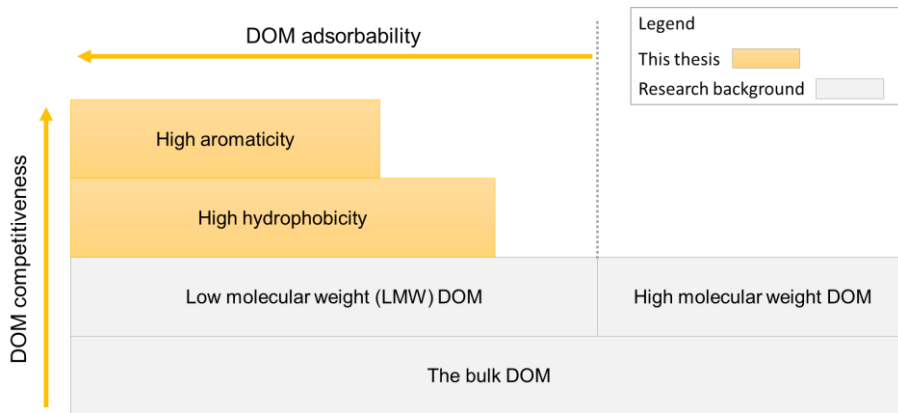 DOM adsorbability
Legend
This thesis
Research background
DOM competitiveness
High aromaticity
High hydrophobicity
Low molecular weight (LMW) DOM
High molecular weight DOM
The bulk DOM